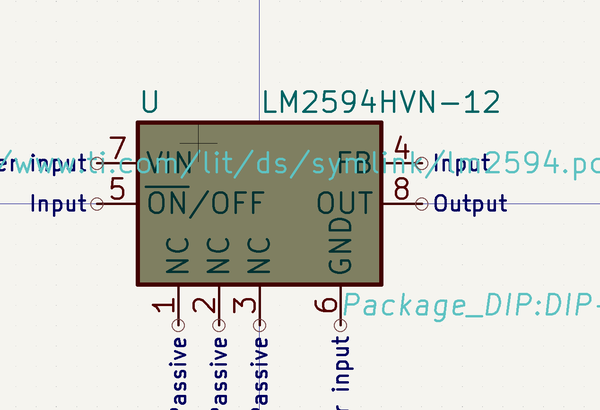 U LM2594HVN-12
7 VIN FB 4
er input Input
/www.ti.com/lit/ds/symlink/lm2594.pd
5 ON/OFF OUT 8
Input Output
NC NC NC GND
1 2 3 6
Package_DIP:DIP-
Passive Passive Passive r input